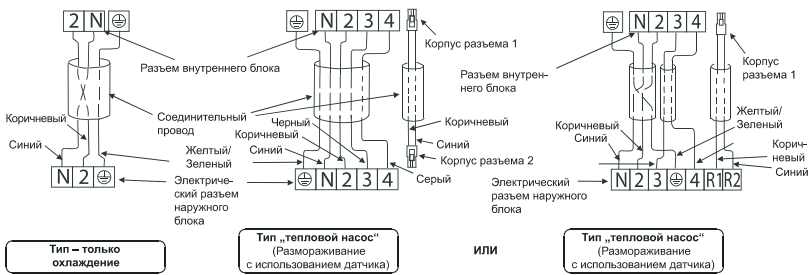 2 N
Разъем внутреннего блока
Соединительный
провод
Коричневый
Синий
Желтый/
Зеленый
N 2
Электриче-
ский разъем
наружного
блока
Тип – только
охлаждение
N 2 3 4
Корпус разъема 1
Черный
Коричневый
Синий
Коричневый
Синий
Корпус разъема 2
Серый
N 2 3 4
Тип „тепловой насос“
(Размораживание
с использованием датчика)
ИЛИ
N 2 3 4
Корпус
разъема 1
Разъем внутрен-
него блока
Коричневый
Синий
Желтый/
Зеленый
Корич-
невый
Синий
Электрический
разъем наружного
блока
N 2 3 4 R1 R2
Тип „тепловой насос“
(Размораживание
с использованием датчика)